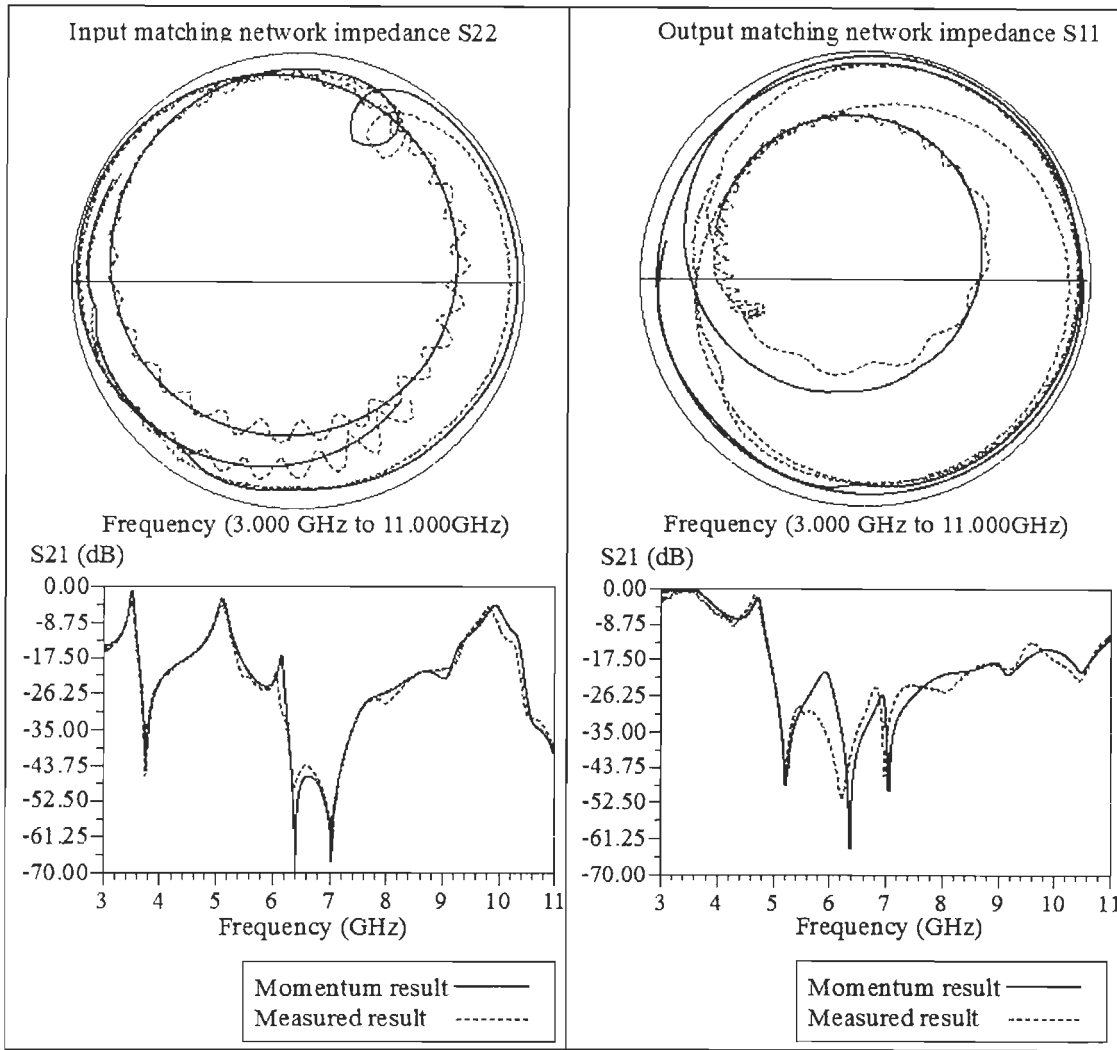 Input matching network impedance S22
Frequency (3.000 GHz to 11.000GHz)
S21 (dB)
0.00
-8.75
-17.50
-26.25
-35.00
-43.75
-52.50
-61.25
-70.00
3 4 5 6 7 8 9 10 11
Frequency (GHz)
Momentum result
Measured result
Output matching network impedance S11
Frequency (3.000 GHz to 11.000GHz)
S21 (dB)
0.00
-8.75
-17.50
-26.25
-35.00
-43.75
-52.50
-61.25
-70.00
3 4 5 6 7 8 9 10 11
Frequency (GHz)
Momentum result
Measured result